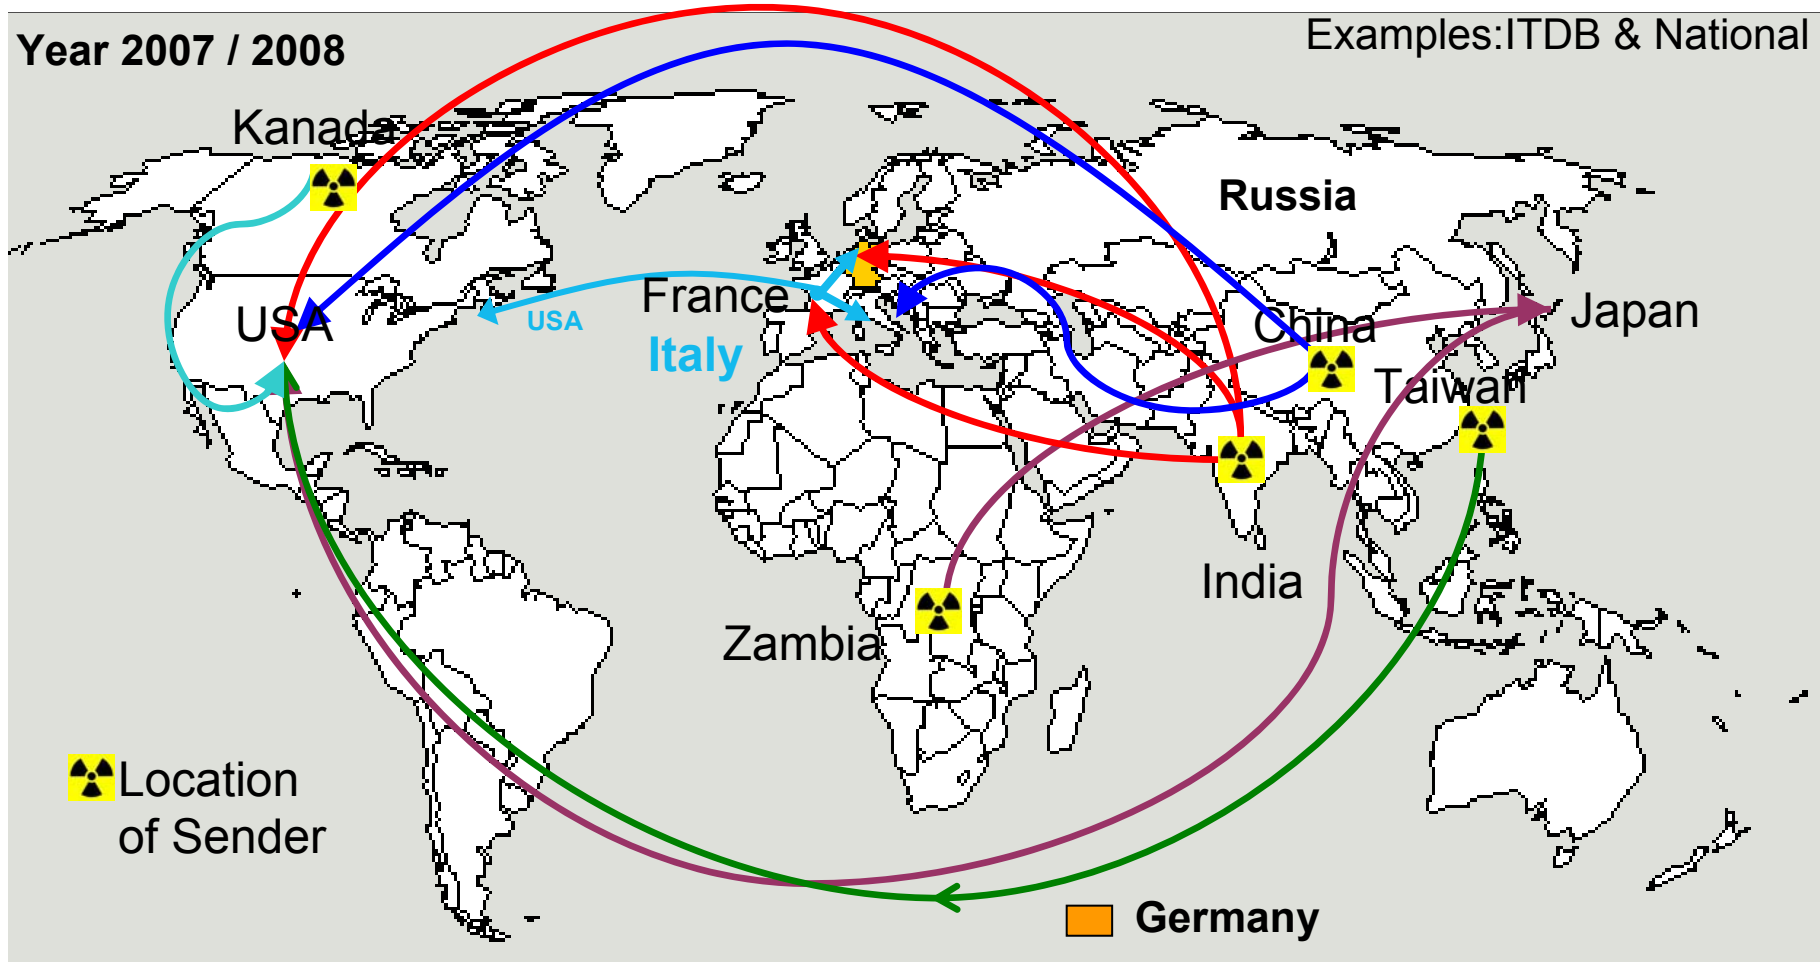 Year 2007 / 2008
Examples:ITDB & National
Kanada
Russia
France
USA
USA
Italy
China
Japan
Taiwan
India
Zambia
Location
of Sender
Germany